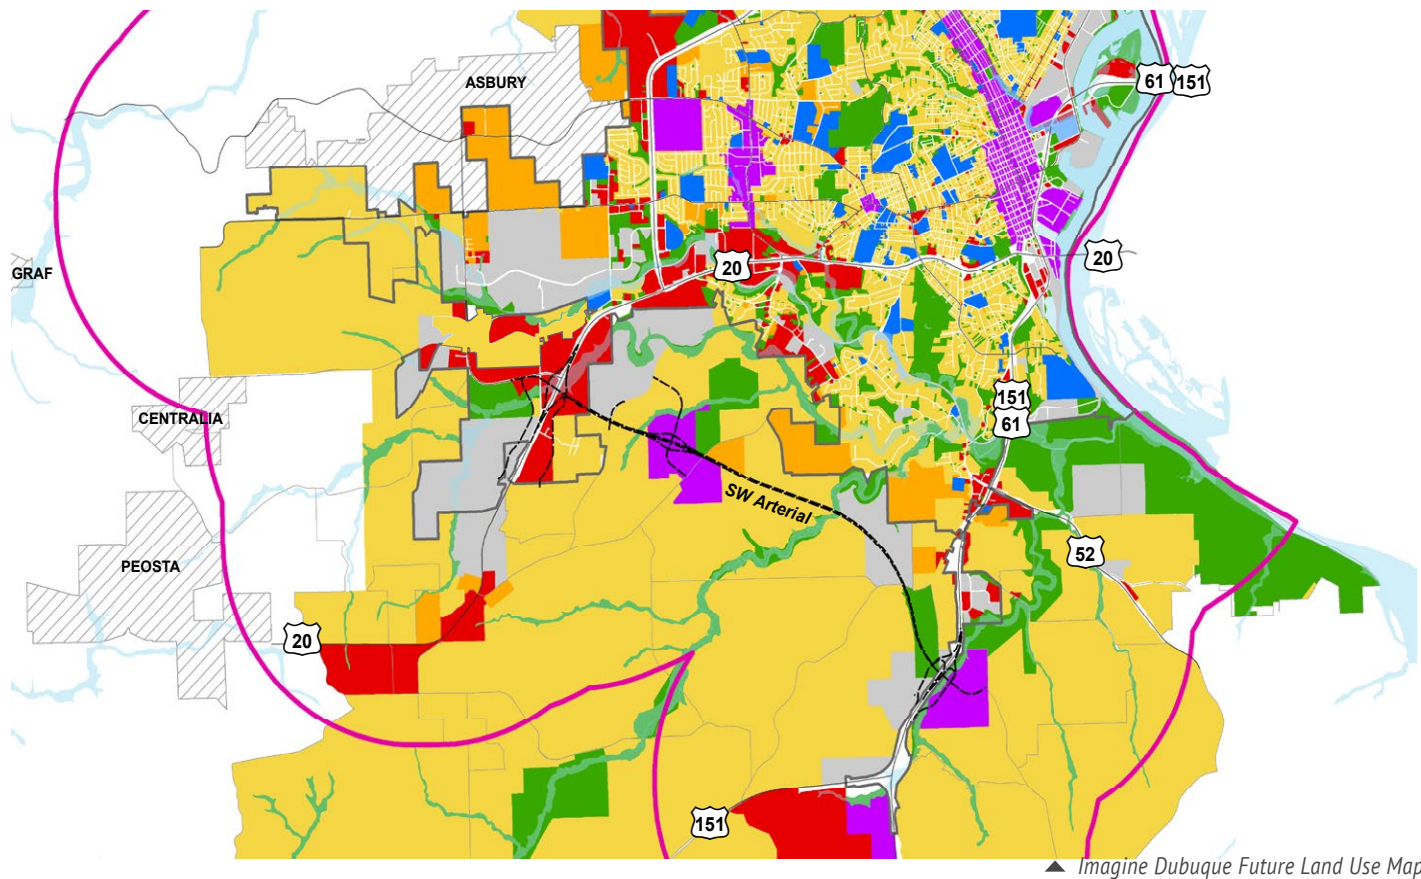 ASBURY
61 151
20
20
GRAF
151
61
CENTRALIA
SW Arterial
52
PEOSTA
20
151
Imagine Dubuque Future Land Use Map